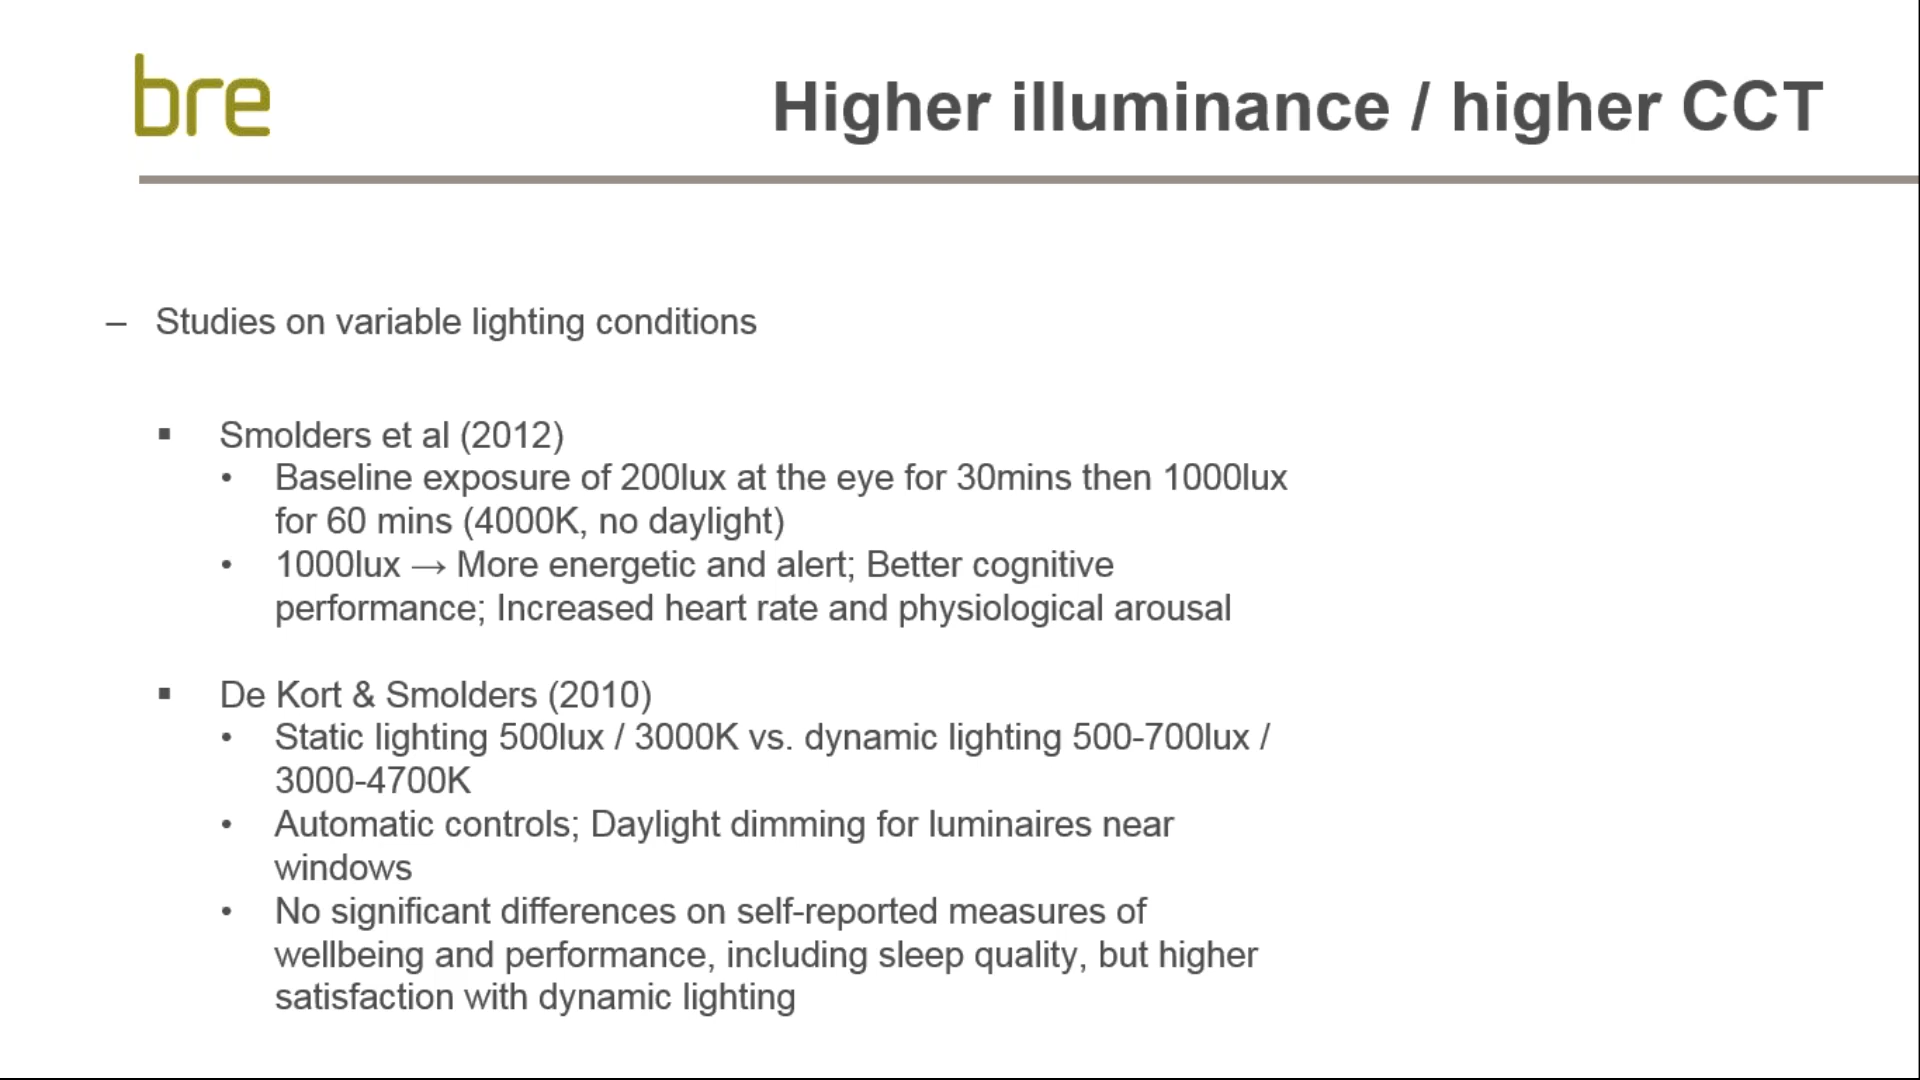 bre
Higher illuminance / higher CCT
– Studies on variable lighting conditions
▪ Smolders et al (2012)
• Baseline exposure of 200lux at the eye for 30mins then 1000lux
for 60 mins (4000K, no daylight)
• 1000lux → More energetic and alert; Better cognitive
performance; Increased heart rate and physiological arousal
▪ De Kort & Smolders (2010)
• Static lighting 500lux / 3000K vs. dynamic lighting 500-700lux /
3000-4700K
• Automatic controls; Daylight dimming for luminaires near
windows
• No significant differences on self-reported measures of
wellbeing and performance, including sleep quality, but higher
satisfaction with dynamic lighting